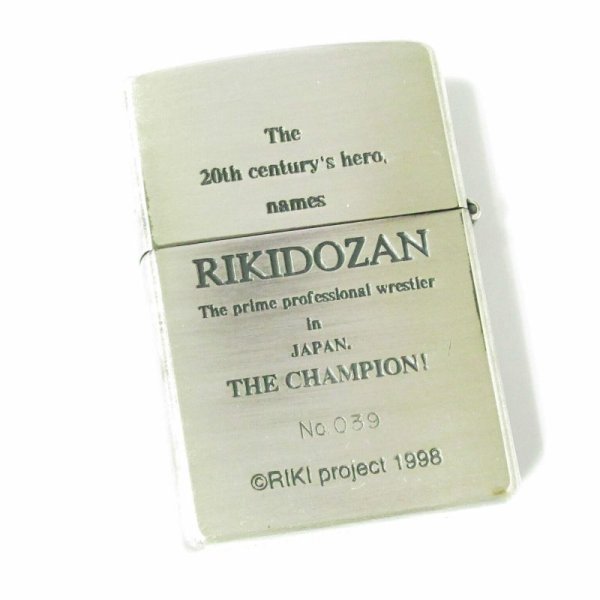 The
20th century's hero,
names
RIKIDOZAN
The prime professional wrestler
in
JAPAN.
THE CHAMPION!
No 039
©RIKI project 1998